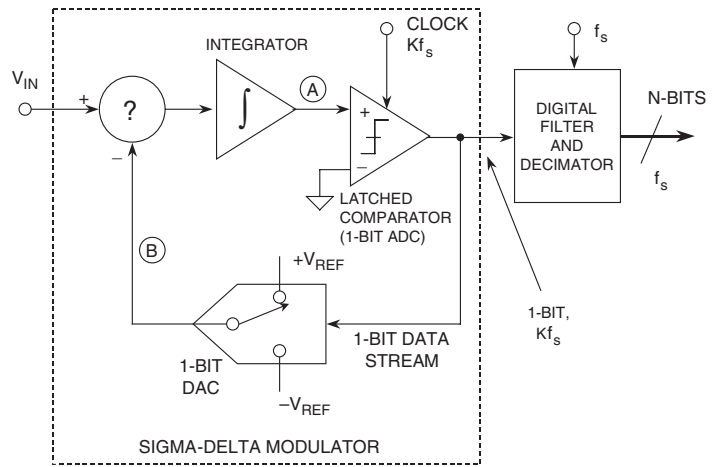 INTEGRATOR
CLOCK
Kfs
fs
VIN
+
?
−
∫
A
+
−
LATCHED
COMPARATOR
(1-BIT ADC)
DIGITAL
FILTER
AND
DECIMATOR
N-BITS
fs
B
+VREF
1-BIT DATA
STREAM
1-BIT,
Kfs
1-BIT
DAC
−VREF
SIGMA-DELTA MODULATOR